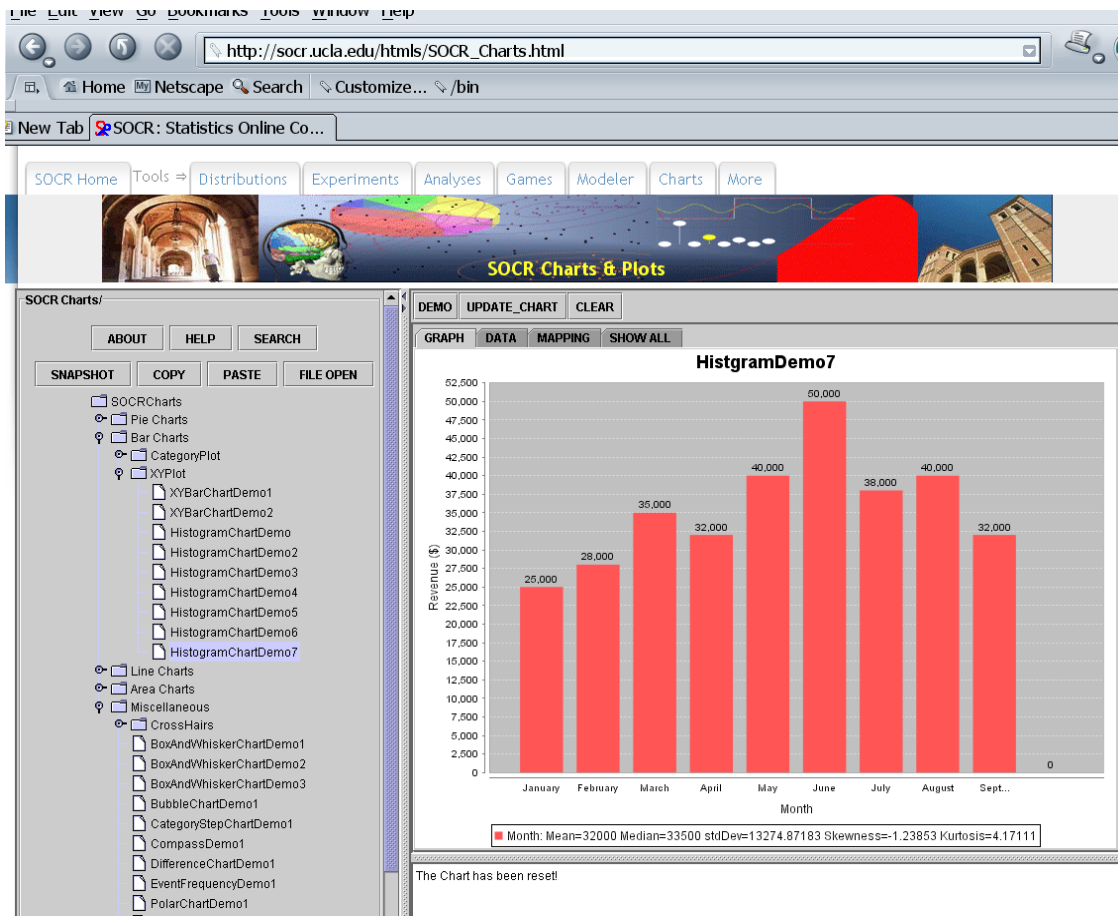 File Edit View Go Bookmarks Tools Window Help
http://socr.ucla.edu/htmls/SOCR_Charts.html
Home My Netscape Search Customize... /bin
New Tab SOCR: Statistics Online Co...
SOCR Home Tools ⇒ Distributions Experiments Analyses Games Modeler Charts More
SOCR Charts & Plots
SOCR Charts/
ABOUT HELP SEARCH
SNAPSHOT COPY PASTE FILE OPEN
SOCRCharts
Pie Charts
Bar Charts
CategoryPlot
XYPlot
XYBarChartDemo1
XYBarChartDemo2
HistogramChartDemo
HistogramChartDemo2
HistogramChartDemo3
HistogramChartDemo4
HistogramChartDemo5
HistogramChartDemo6
HistogramChartDemo7
Line Charts
Area Charts
Miscellaneous
CrossHairs
BoxAndWhiskerChartDemo1
BoxAndWhiskerChartDemo2
BoxAndWhiskerChartDemo3
BubbleChartDemo1
CategoryStepChartDemo1
CompassDemo1
DifferenceChartDemo1
EventFrequencyDemo1
PolarChartDemo1
DEMO UPDATE_CHART CLEAR
GRAPH DATA MAPPING SHOW ALL
HistgramDemo7
52,500
50,000
47,500
45,000
42,500
40,000
37,500
35,000
32,500
30,000
27,500
25,000
22,500
20,000
17,500
15,000
12,500
10,000
7,500
5,000
2,500
0
Revenue ($)
25,000 28,000 35,000 32,000 40,000 50,000 38,000 40,000 32,000 0
January February March April May June July August Sept...
Month
Month: Mean=32000 Median=33500 stdDev=13274.87183 Skewness=-1.23853 Kurtosis=4.17111
The Chart has been reset!